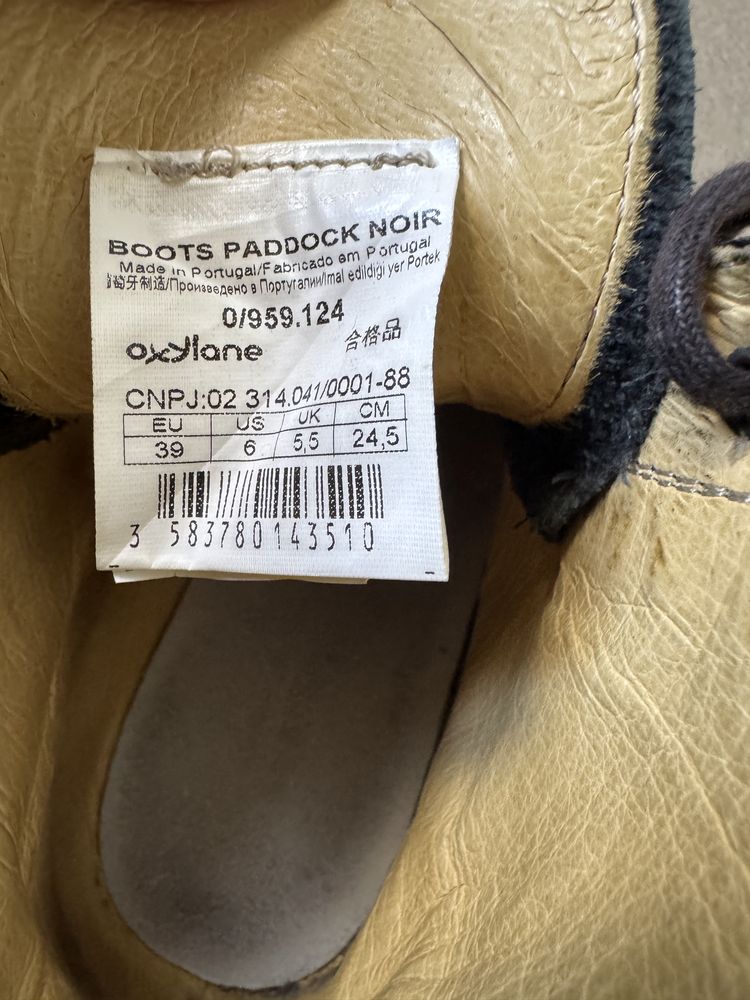 BOOTS PADDOCK NOIR
Made in Portugal/Fabricado em Portugal
葡萄牙制造/Произведено в Португалии/Imal edildigi yer Portek
0/959.124
oxylane 合格品
CNPJ:02 314.041/0001-88
EU US UK CM
39 6 5,5 24,5
3 583780 143510